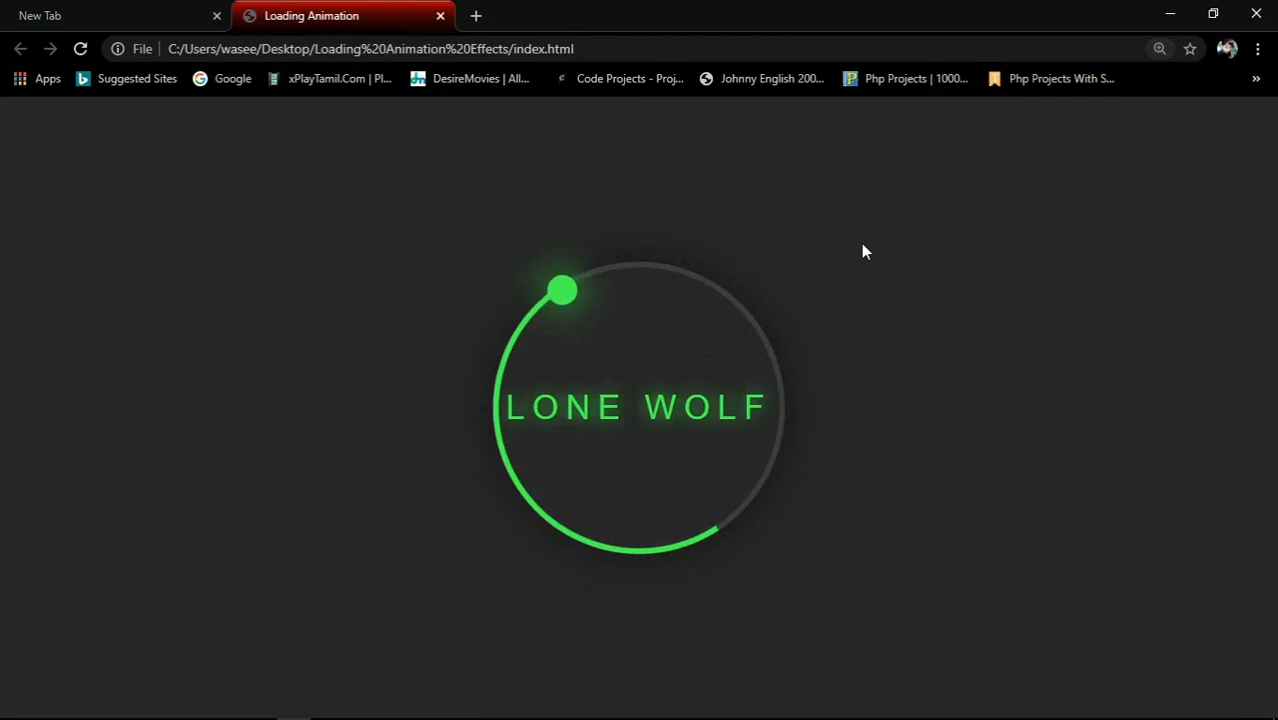 New Tab
Loading Animation
File C:/Users/wasee/Desktop/Loading%20Animation%20Effects/index.html
Apps Suggested Sites Google xPlayTamil.Com | Pl... DesireMovies | All... Code Projects - Proj... Johnny English 200... Php Projects | 1000... Php Projects With S...
LONE WOLF